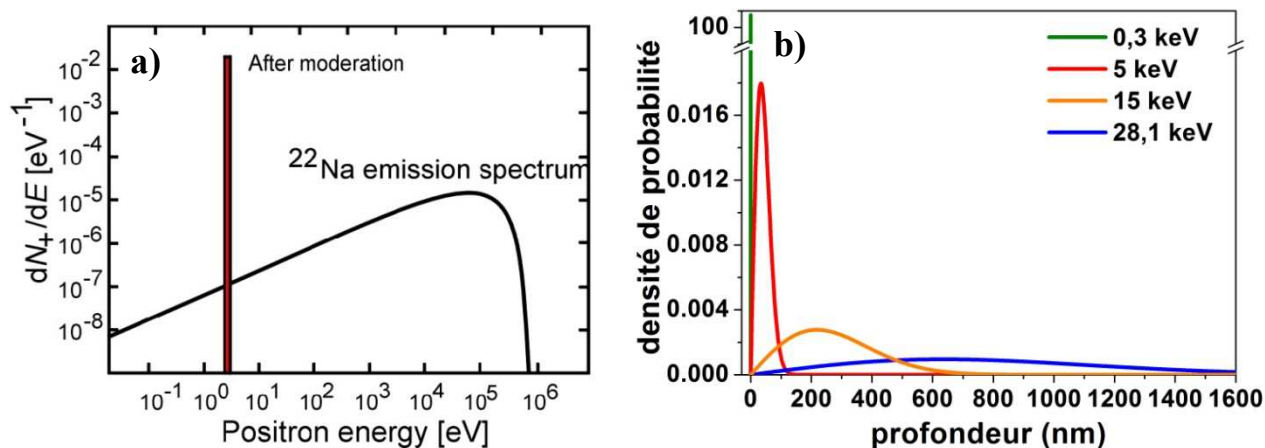 a)
After moderation
²²Na emission spectrum
dN₊/dE [eV⁻¹]
10⁻²
10⁻³
10⁻⁴
10⁻⁵
10⁻⁶
10⁻⁷
10⁻⁸
10⁻¹ 10⁰ 10¹ 10² 10³ 10⁴ 10⁵ 10⁶
Positron energy [eV]
b)
0,3 keV
5 keV
15 keV
28,1 keV
densité de probabilité
100
0.016
0.012
0.008
0.004
0.000
0 200 400 600 800 1000 1200 1400 1600
profondeur (nm)